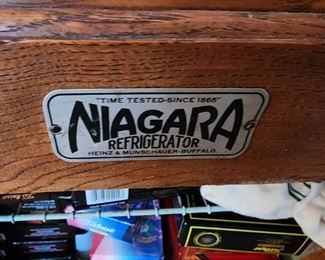 "TIME TESTED-SINCE 1865"
NIAGARA
REFRIGERATOR
HEINZ & MUNSCHAUER-BUFFALO.